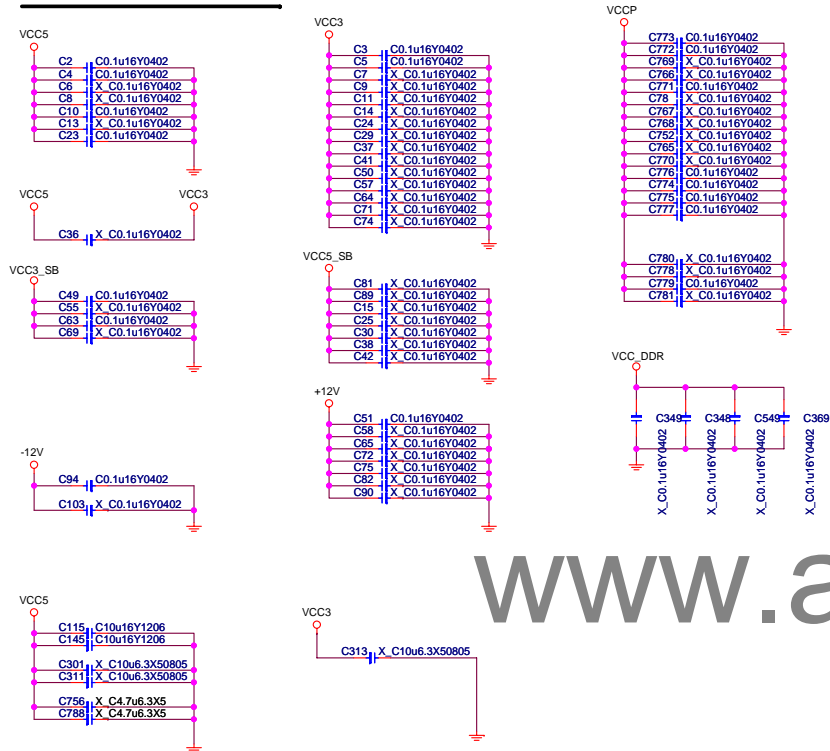 VCC5
C2 C0.1u16Y0402
C4 C0.1u16Y0402
C6 X_C0.1u16Y0402
C8 X_C0.1u16Y0402
C10 C0.1u16Y0402
C13 X_C0.1u16Y0402
C23 C0.1u16Y0402
VCC5 VCC3
C36 X_C0.1u16Y0402
VCC3_SB
C49 C0.1u16Y0402
C55 X_C0.1u16Y0402
C63 C0.1u16Y0402
C69 X_C0.1u16Y0402
-12V
C94 C0.1u16Y0402
C103 X_C0.1u16Y0402
VCC5
C115 C10u16Y1206
C145 C10u16Y1206
C301 X_C10u6.3X50805
C311 X_C10u6.3X50805
C756 X_C4.7u6.3X5
C788 X_C4.7u6.3X5
VCC3
C3 C0.1u16Y0402
C5 C0.1u16Y0402
C7 X_C0.1u16Y0402
C9 X_C0.1u16Y0402
C11 X_C0.1u16Y0402
C14 X_C0.1u16Y0402
C24 X_C0.1u16Y0402
C29 X_C0.1u16Y0402
C37 X_C0.1u16Y0402
C41 X_C0.1u16Y0402
C50 X_C0.1u16Y0402
C57 X_C0.1u16Y0402
C64 X_C0.1u16Y0402
C71 X_C0.1u16Y0402
C74 X_C0.1u16Y0402
VCC5_SB
C81 X_C0.1u16Y0402
C89 X_C0.1u16Y0402
C15 X_C0.1u16Y0402
C25 X_C0.1u16Y0402
C30 X_C0.1u16Y0402
C38 X_C0.1u16Y0402
C42 X_C0.1u16Y0402
+12V
C51 C0.1u16Y0402
C58 X_C0.1u16Y0402
C65 X_C0.1u16Y0402
C72 X_C0.1u16Y0402
C75 X_C0.1u16Y0402
C82 X_C0.1u16Y0402
C90 X_C0.1u16Y0402
VCC3
C313 X_C10u6.3X50805
VCCP
C773 C0.1u16Y0402
C772 C0.1u16Y0402
C769 X_C0.1u16Y0402
C766 X_C0.1u16Y0402
C771 C0.1u16Y0402
C78 X_C0.1u16Y0402
C767 X_C0.1u16Y0402
C768 X_C0.1u16Y0402
C752 X_C0.1u16Y0402
C765 X_C0.1u16Y0402
C770 X_C0.1u16Y0402
C776 C0.1u16Y0402
C774 C0.1u16Y0402
C775 C0.1u16Y0402
C777 C0.1u16Y0402
C780 X_C0.1u16Y0402
C778 X_C0.1u16Y0402
C779 C0.1u16Y0402
C781 X_C0.1u16Y0402
VCC_DDR
C349 C348 C549 C369
X_C0.1u16Y0402
X_C0.1u16Y0402
X_C0.1u16Y0402
X_C0.1u16Y0402
www.a